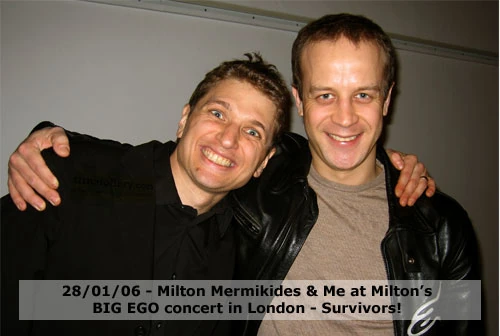 28/01/06 - Milton Mermikides & Me at Milton's
BIG EGO concert in London - Survivors!